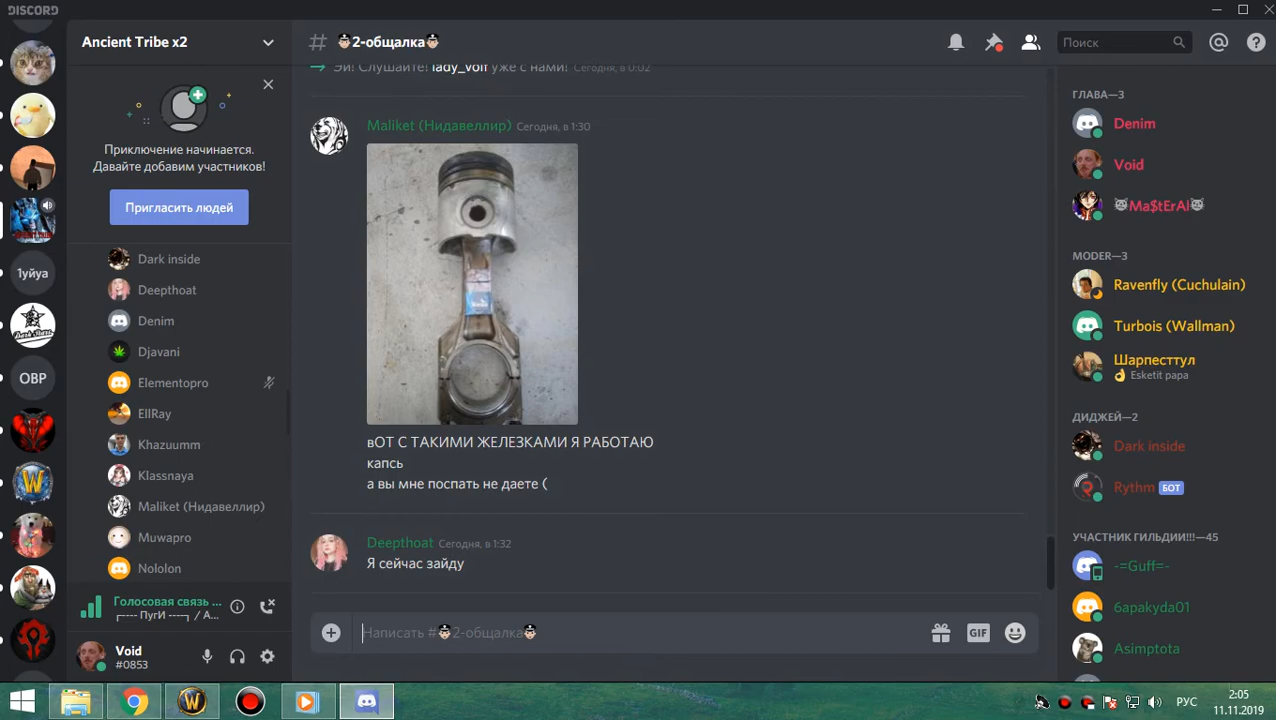 DISCORD
Ancient Tribe x2
# 2-общалка
Поиск
Приключение начинается.
Давайте добавим участников!
Пригласить людей
1уйуа
ОВР
Dark inside
Deepthoat
Denim
Djavani
Elementopro
EllRay
Khazuumm
Klassnaya
Maliket (Нидавеллир)
Muwapro
Nololon
Голосовая связь ...
┌---- ПугИ ----┐ / А...
Void
#0853
Эй! Слушайте! lady_volf уже с нами! Сегодня, в 0:02
Maliket (Нидавеллир) Сегодня, в 1:30
вОТ С ТАКИМИ ЖЕЛЕЗКАМИ Я РАБОТАЮ
капсь
а вы мне поспать не даете (
Deepthoat Сегодня, в 1:32
Я сейчас зайду
Написать #2-общалка
GIF
ГЛАВА—3
Denim
Void
Ma$tErAl
MODER—3
Ravenfly (Cuchulain)
Turbois (Wallman)
Шарпесттул
Esketit papa
ДИДЖЕЙ—2
Dark inside
Rythm БОТ
УЧАСТНИК ГИЛЬДИИ!!!—45
-=Guff=-
6apakyda01
Asimptota
РУС
2:05
11.11.2019